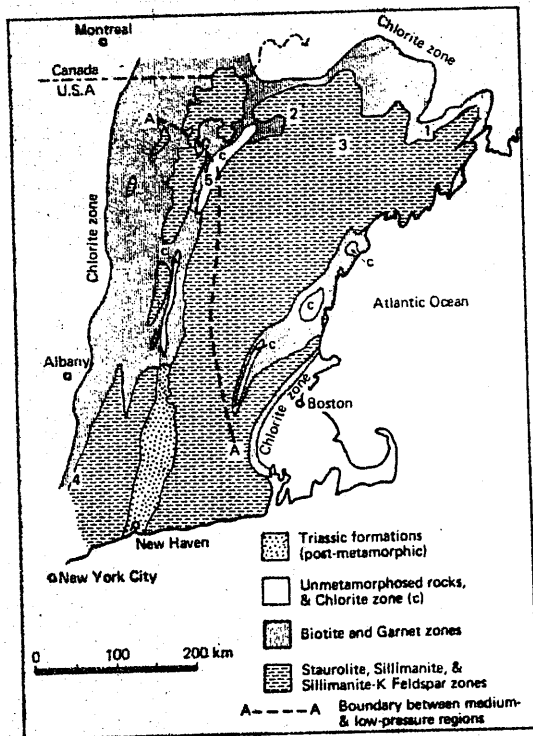 Montreal
Canada
U.S.A
Chlorite zone
A
2
1
3
c
5
Chlorite zone
c
c
c
c
Atlantic Ocean
Albany
Boston
Chlorite zone
A
4
New Haven
New York City
0 100 200 km
Triassic formations
(post-metamorphic)
Unmetamorphosed rocks,
& Chlorite zone (c)
Biotite and Garnet zones
Staurolite, Sillimanite, &
Sillimanite-K Feldspar zones
A----A Boundary between medium-
& low-pressure regions